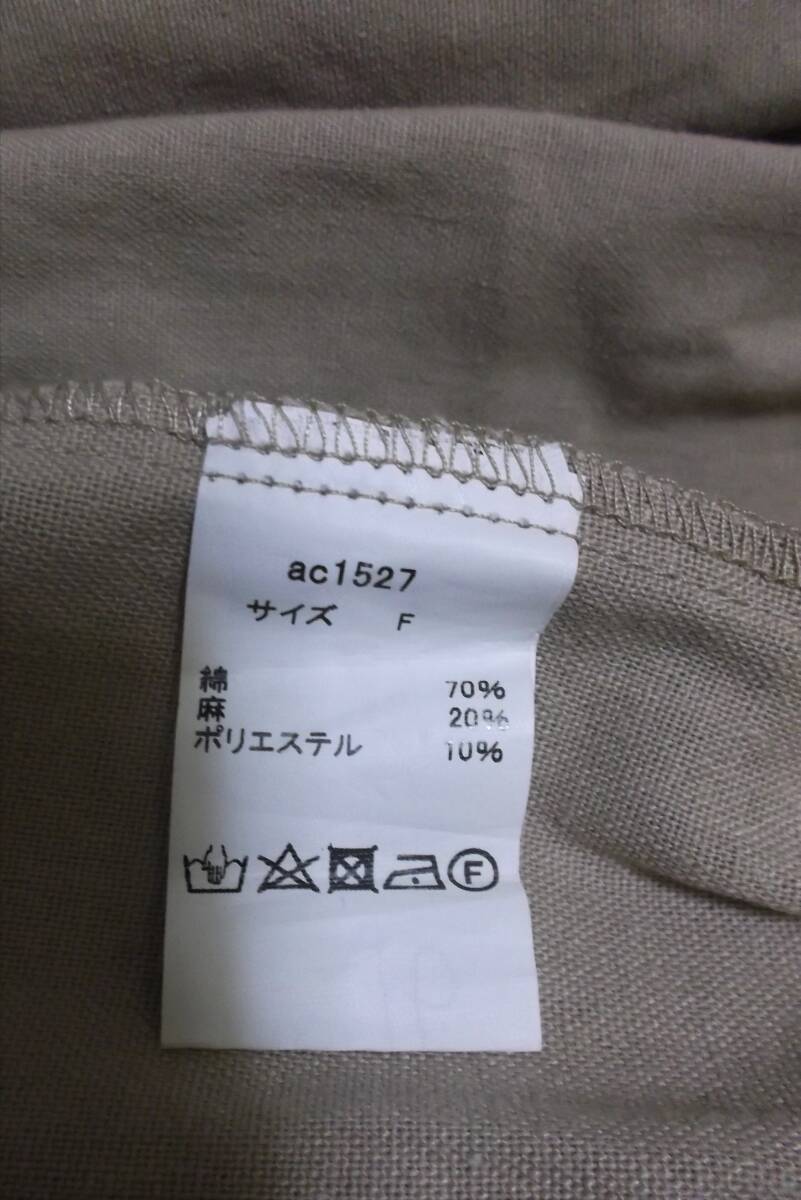 ac1527
サイズ F
綿 70%
麻 20%
ポリエステル 10%
F